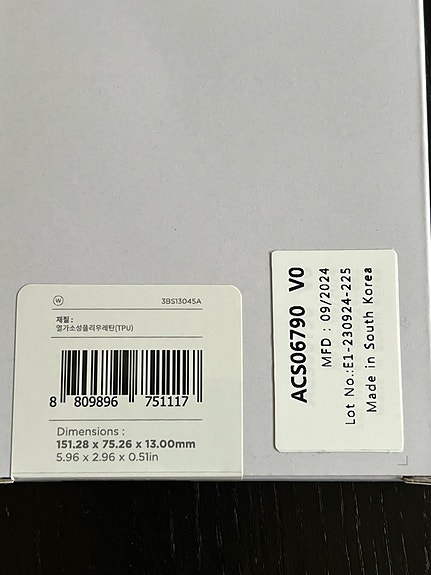 W
3BS13045A
재질 :
열가소성폴리우레탄(TPU)
8 809896 751117
Dimensions :
151.28 x 75.26 x 13.00mm
5.96 x 2.96 x 0.51in
ACS06790 V0
MFD : 09/2024
Lot No.:E1-230924-225
Made in South Korea